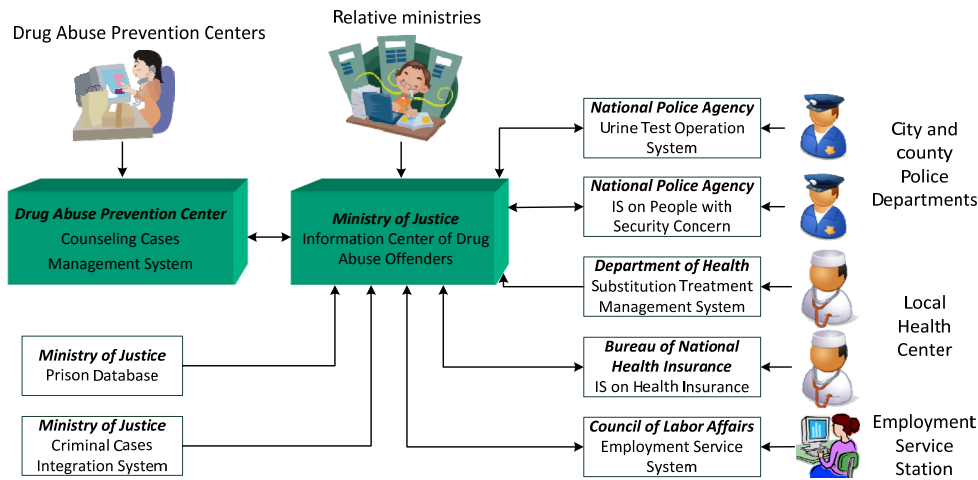 Drug Abuse Prevention Centers
Relative ministries
Drug Abuse Prevention Center
Counseling Cases
Management System
Ministry of Justice
Information Center of Drug
Abuse Offenders
Ministry of Justice
Prison Database
Ministry of Justice
Criminal Cases
Integration System
National Police Agency
Urine Test Operation
System
National Police Agency
IS on People with
Security Concern
Department of Health
Substitution Treatment
Management System
Bureau of National
Health Insurance
IS on Health Insurance
Council of Labor Affairs
Employment Service
System
City and
county
Police
Departments
Local
Health
Center
Employment
Service
Station